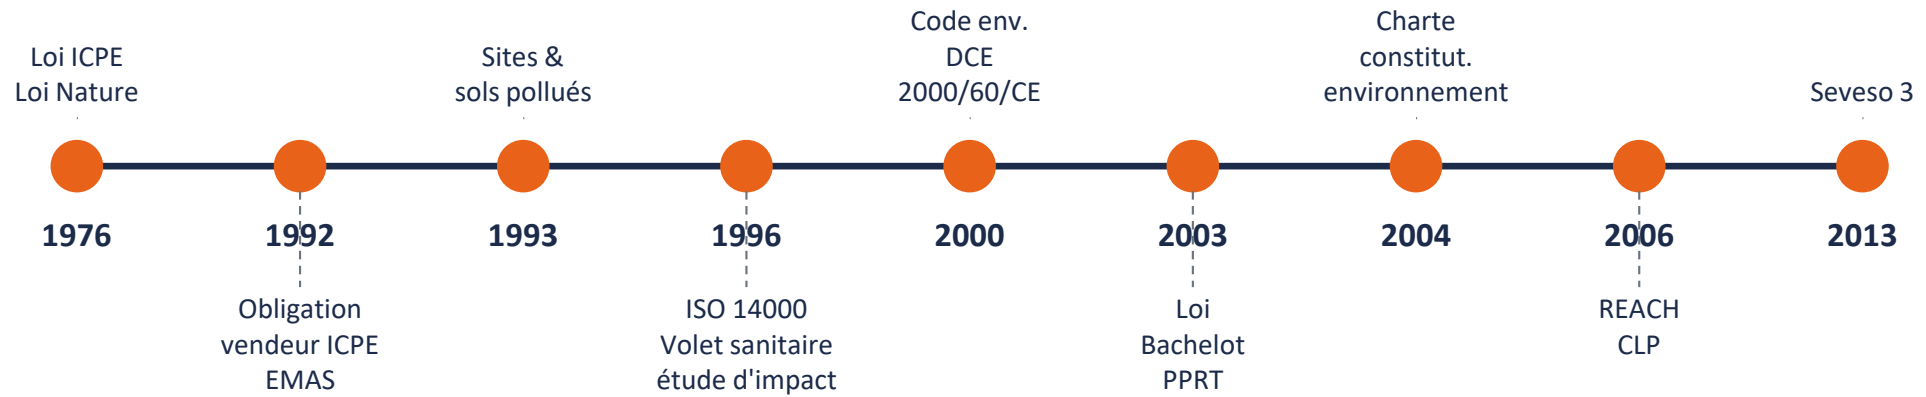 Loi ICPE
Loi Nature
1976
1992
Obligation
vendeur ICPE
EMAS
Sites &
sols pollués
1993
1996
ISO 14000
Volet sanitaire
étude d'impact
Code env.
DCE
2000/60/CE
2000
2003
Loi
Bachelot
PPRT
Charte
constitut.
environnement
2004
2006
REACH
CLP
Seveso 3
2013